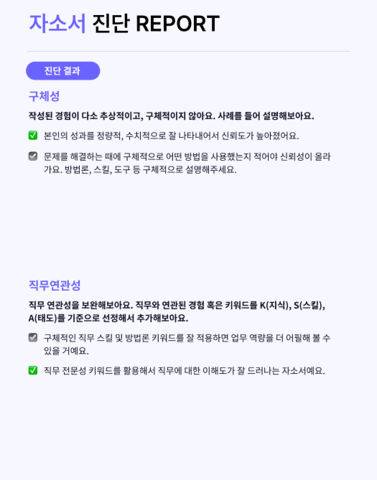 자소서 진단 REPORT
진단 결과
구체성
작성된 경험이 다소 추상적이고, 구체적이지 않아요. 사례를 들어 설명해보아요.
본인의 성과를 정량적, 수치적으로 잘 나타내어서 신뢰도가 높아졌어요.
문제를 해결하는 때에 구체적으로 어떤 방법을 사용했는지 적어야 신뢰성이 올라
가요. 방법론, 스킬, 도구 등 구체적으로 설명해주세요.
직무연관성
직무 연관성을 보완해보아요. 직무와 연관된 경험 혹은 키워드를 K(지식), S(스킬),
A(태도)를 기준으로 선정해서 추가해보아요.
구체적인 직무 스킬 및 방법론 키워드를 잘 적용하면 업무 역량을 더 어필해 볼 수
있을 거예요.
직무 전문성 키워드를 활용해서 직무에 대한 이해도가 잘 드러나는 자소서예요.